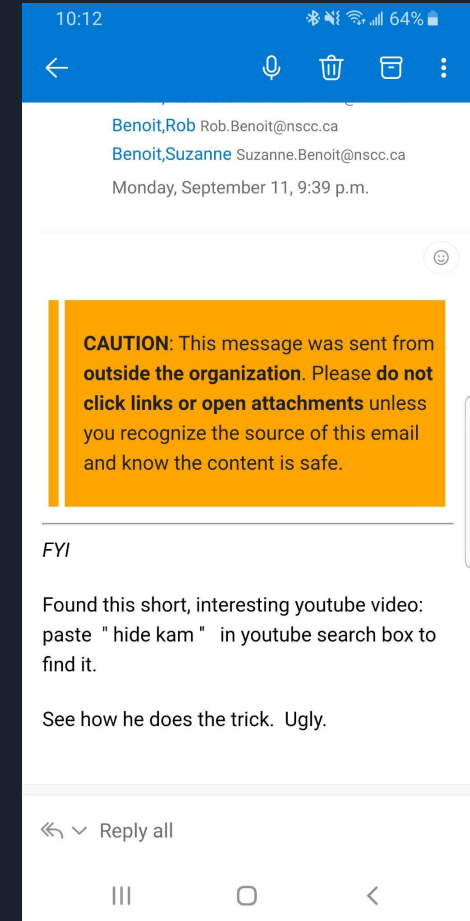 10:12 64%
Benoit,Rob Rob.Benoit@nscc.ca
Benoit,Suzanne Suzanne.Benoit@nscc.ca
Monday, September 11, 9:39 p.m.
CAUTION: This message was sent from
outside the organization. Please do not
click links or open attachments unless
you recognize the source of this email
and know the content is safe.
FYI
Found this short, interesting youtube video:
paste " hide kam " in youtube search box to
find it.
See how he does the trick. Ugly.
Reply all